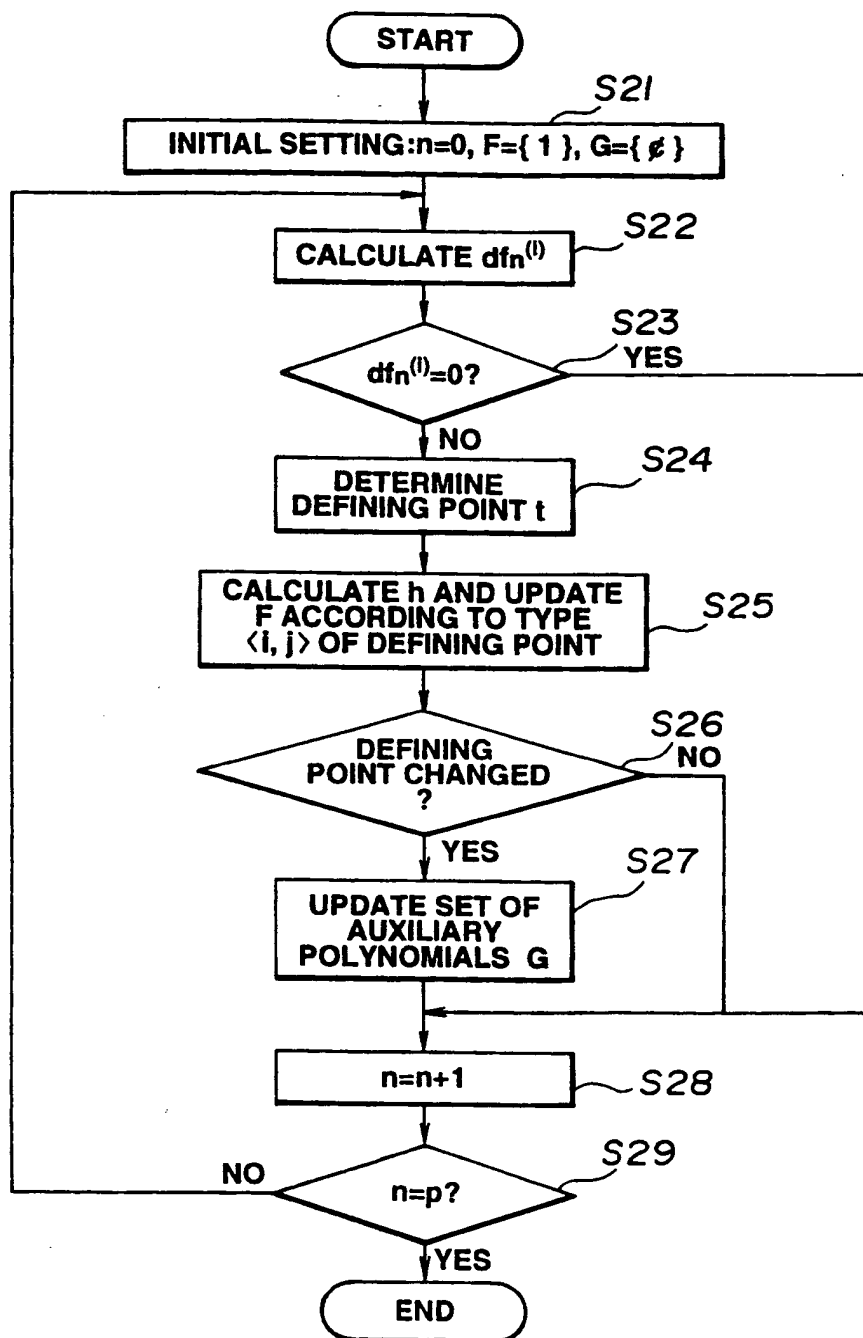 START
S21
INITIAL SETTING:n=0, F={ 1 }, G={ ¢ }
S22
CALCULATE dfn(i)
S23
dfn(i)=0?
YES
NO
S24
DETERMINE
DEFINING POINT t
CALCULATE h AND UPDATE
F ACCORDING TO TYPE
〈i, j〉 OF DEFINING POINT
S25
S26
DEFINING
POINT CHANGED
?
NO
YES
S27
UPDATE SET OF
AUXILIARY
POLYNOMIALS G
n=n+1
S28
S29
NO
n=p?
YES
END